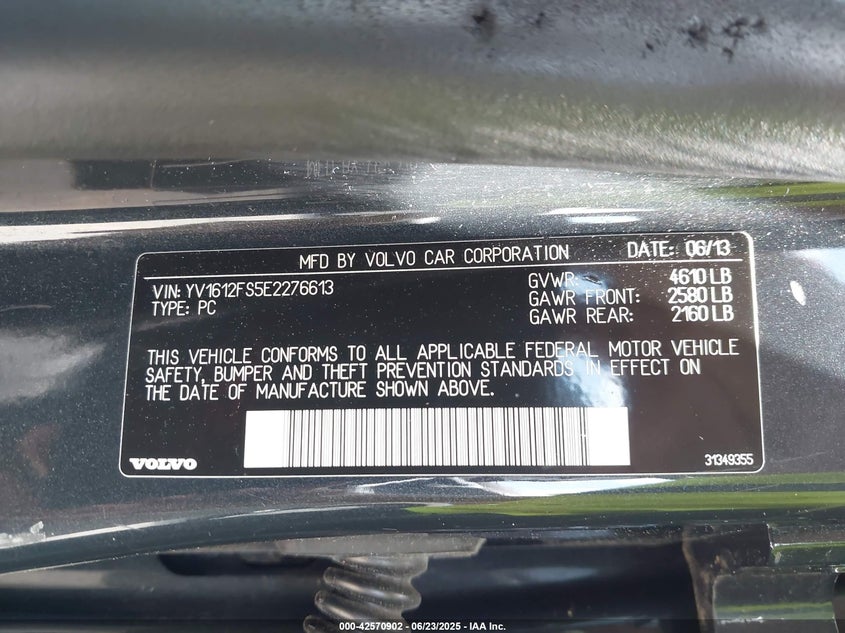 MFD BY VOLVO CAR CORPORATION DATE: 06/13
VIN: YV1612FS5E2276613 GVWR: 4610 LB
TYPE: PC GAWR FRONT: 2580 LB
GAWR REAR: 2160 LB
THIS VEHICLE CONFORMS TO ALL APPLICABLE FEDERAL MOTOR VEHICLE
SAFETY, BUMPER AND THEFT PREVENTION STANDARDS IN EFFECT ON
THE DATE OF MANUFACTURE SHOWN ABOVE.
VOLVO 31349355
000-42570902 - 06/23/2025 - IAA Inc.